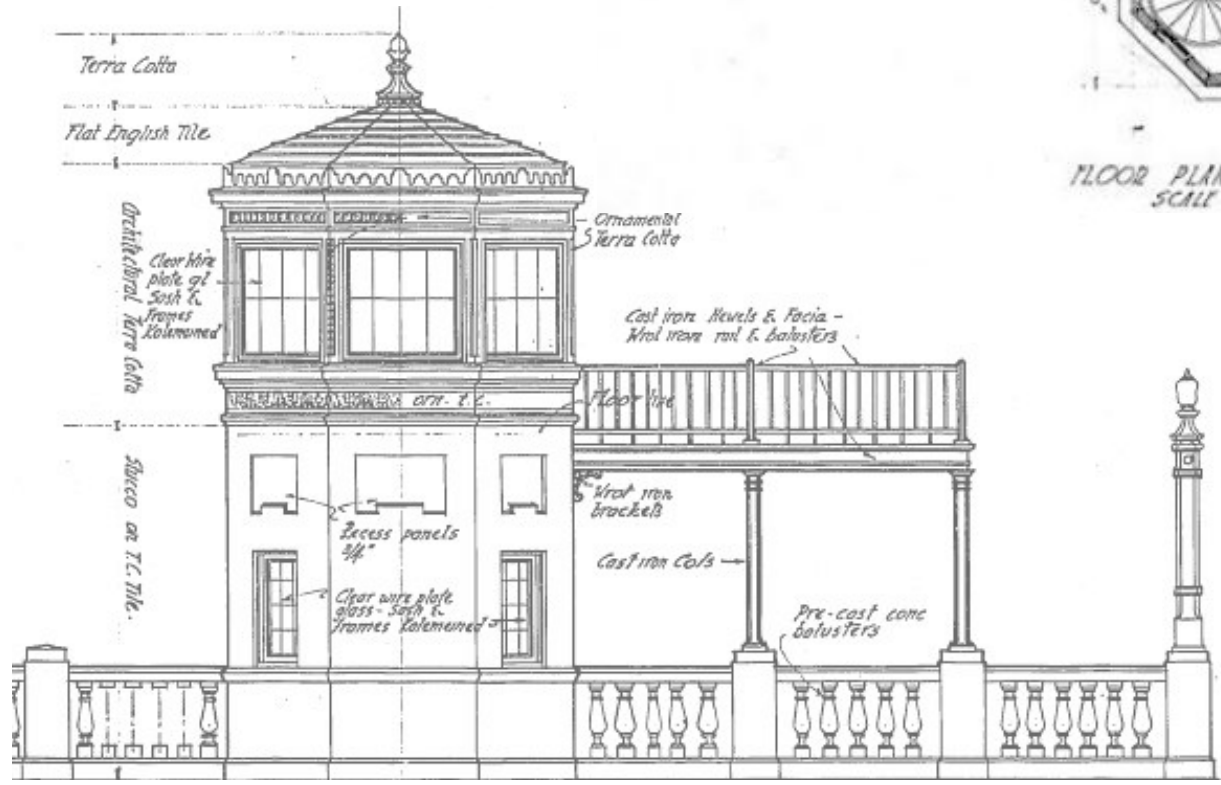 Terra Cotta
Flat English Tile
Architectural Terra Cotta
Clear Wire
plate gl
Sash &
Frames
Kalemeined
Ornamental
Terra Cotta
FLOOR PLAN
SCALE
Cast iron Newels & Facia -
Wrot iron rail & balusters
orn. t.c.
Floor line
Stucco on T.C. Tile.
Recess panels
3/4"
Wrot iron
brackets
Cast iron Cols
Clear wire plate
glass - Sash &
Frames Kalemeined
Pre-cast conc
balusters